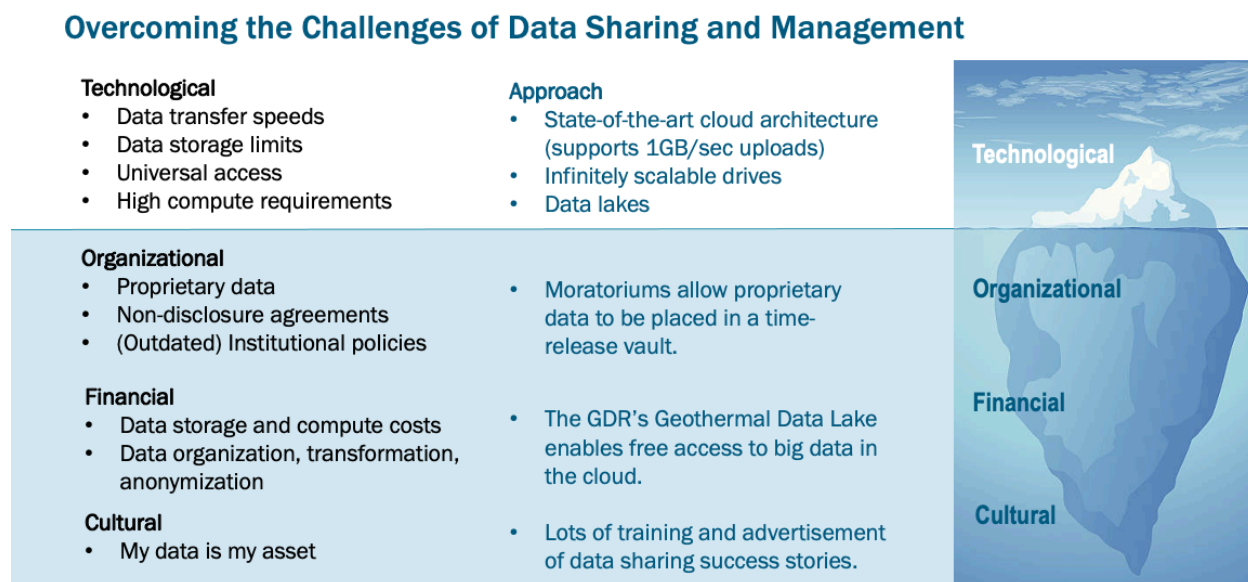 Overcoming the Challenges of Data Sharing and Management
Technological
• Data transfer speeds
• Data storage limits
• Universal access
• High compute requirements
Approach
• State-of-the-art cloud architecture
(supports 1GB/sec uploads)
• Infinitely scalable drives
• Data lakes
Technological
Organizational
• Proprietary data
• Non-disclosure agreements
• (Outdated) Institutional policies
• Moratoriums allow proprietary
data to be placed in a time-
release vault.
Organizational
Financial
• Data storage and compute costs
• Data organization, transformation,
anonymization
• The GDR's Geothermal Data Lake
enables free access to big data in
the cloud.
Financial
Cultural
• My data is my asset
• Lots of training and advertisement
of data sharing success stories.
Cultural